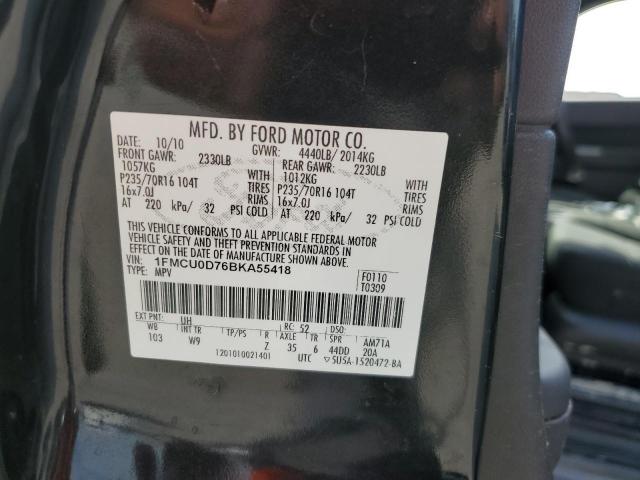 MFD. BY FORD MOTOR CO.
DATE: 10/10 GVWR: 4440LB/ 2014KG
FRONT GAWR: 2330LB REAR GAWR: 2230LB
1057KG WITH 1012KG WITH
P235/70R16 104T TIRES P235/70R16 104T TIRES
16x7.0J RIMS 16x7.0J RIMS
AT 220 kPa/ 32 PSI COLD AT 220 kPa/ 32 PSI COLD
THIS VEHICLE CONFORMS TO ALL APPLICABLE FEDERAL MOTOR
VEHICLE SAFETY AND THEFT PREVENTION STANDARDS IN
EFFECT ON THE DATE OF MANUFACTURE SHOWN ABOVE.
VIN: 1FMCU0D76BKA55418 F0110
TYPE: MPV T0309
EXT PNT: UH RC: 52 DSO:
WB INT TR TP/PS R AXLE TR SPR AM71A
103 W9 Z 35 6 44DD 20A
1201010021401 UTC ▽5U5A-1520472-BA